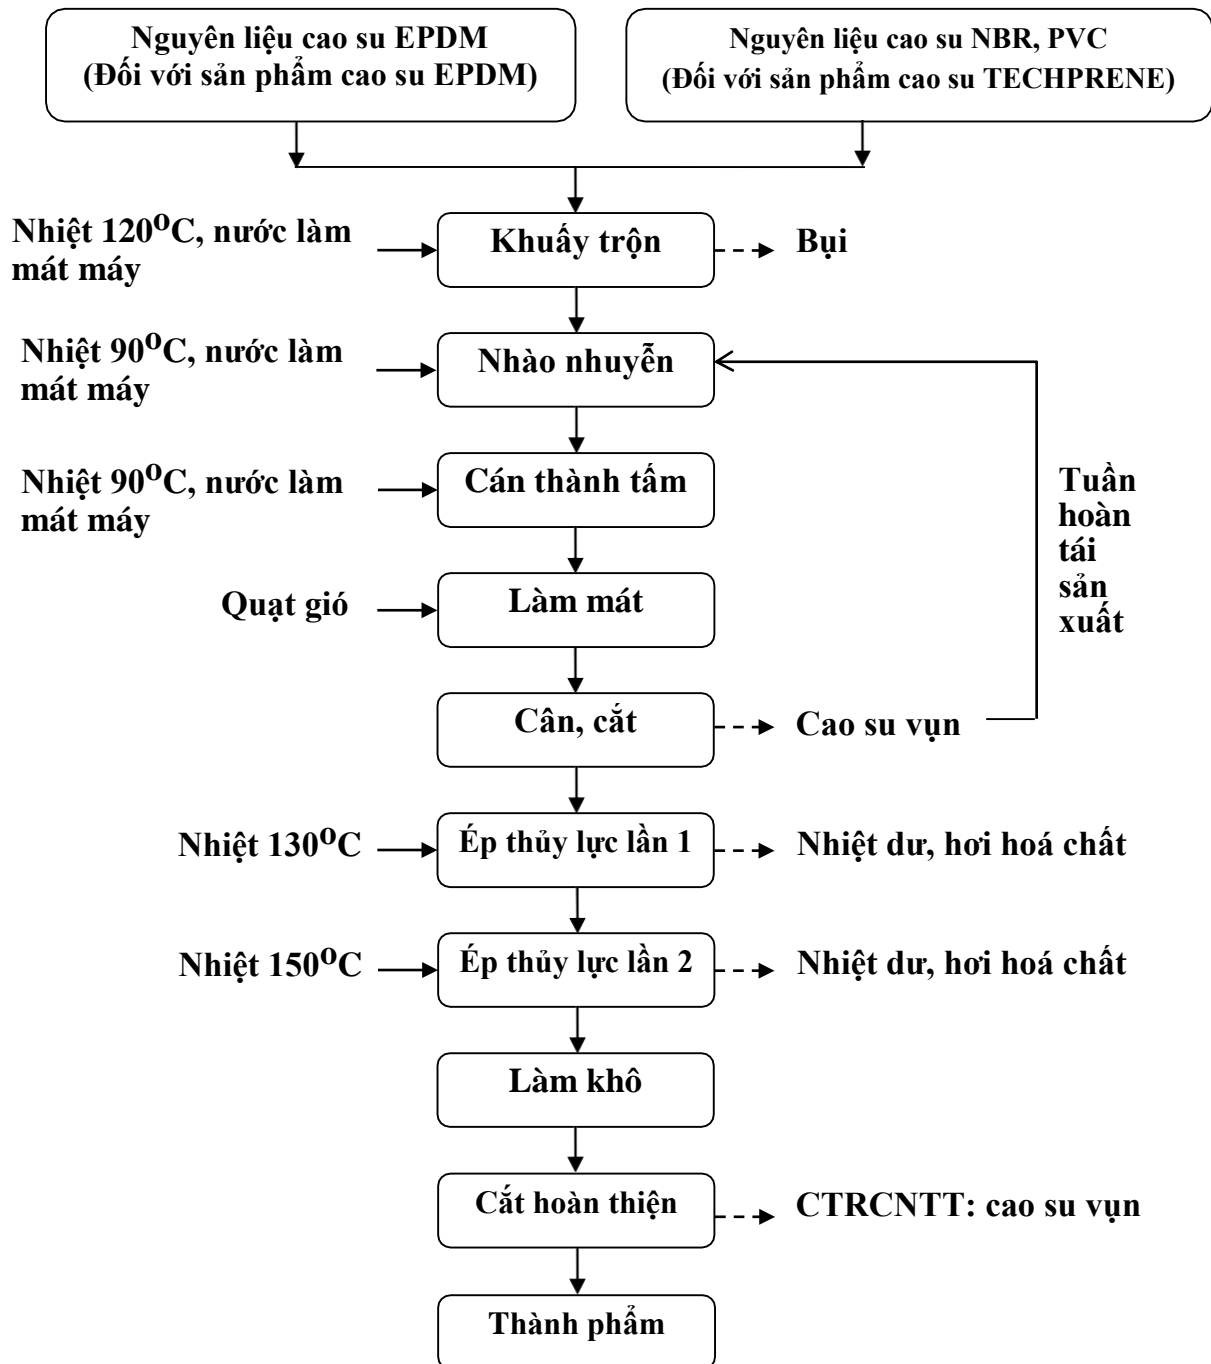 Nguyên liệu cao su EPDM
(Đối với sản phẩm cao su EPDM)
Nguyên liệu cao su NBR, PVC
(Đối với sản phẩm cao su TECHPRENE)
Nhiệt 120⁰C, nước làm
mát máy
Khuấy trộn
Bụi
Nhiệt 90⁰C, nước làm
mát máy
Nhào nhuyễn
Nhiệt 90⁰C, nước làm
mát máy
Cán thành tấm
Tuần
hoàn
tái
sản
xuất
Quạt gió
Làm mát
Cân, cắt
Cao su vụn
Nhiệt 130⁰C
Ép thủy lực lần 1
Nhiệt dư, hơi hoá chất
Nhiệt 150⁰C
Ép thủy lực lần 2
Nhiệt dư, hơi hoá chất
Làm khô
Cắt hoàn thiện
CTRCNTT: cao su vụn
Thành phẩm